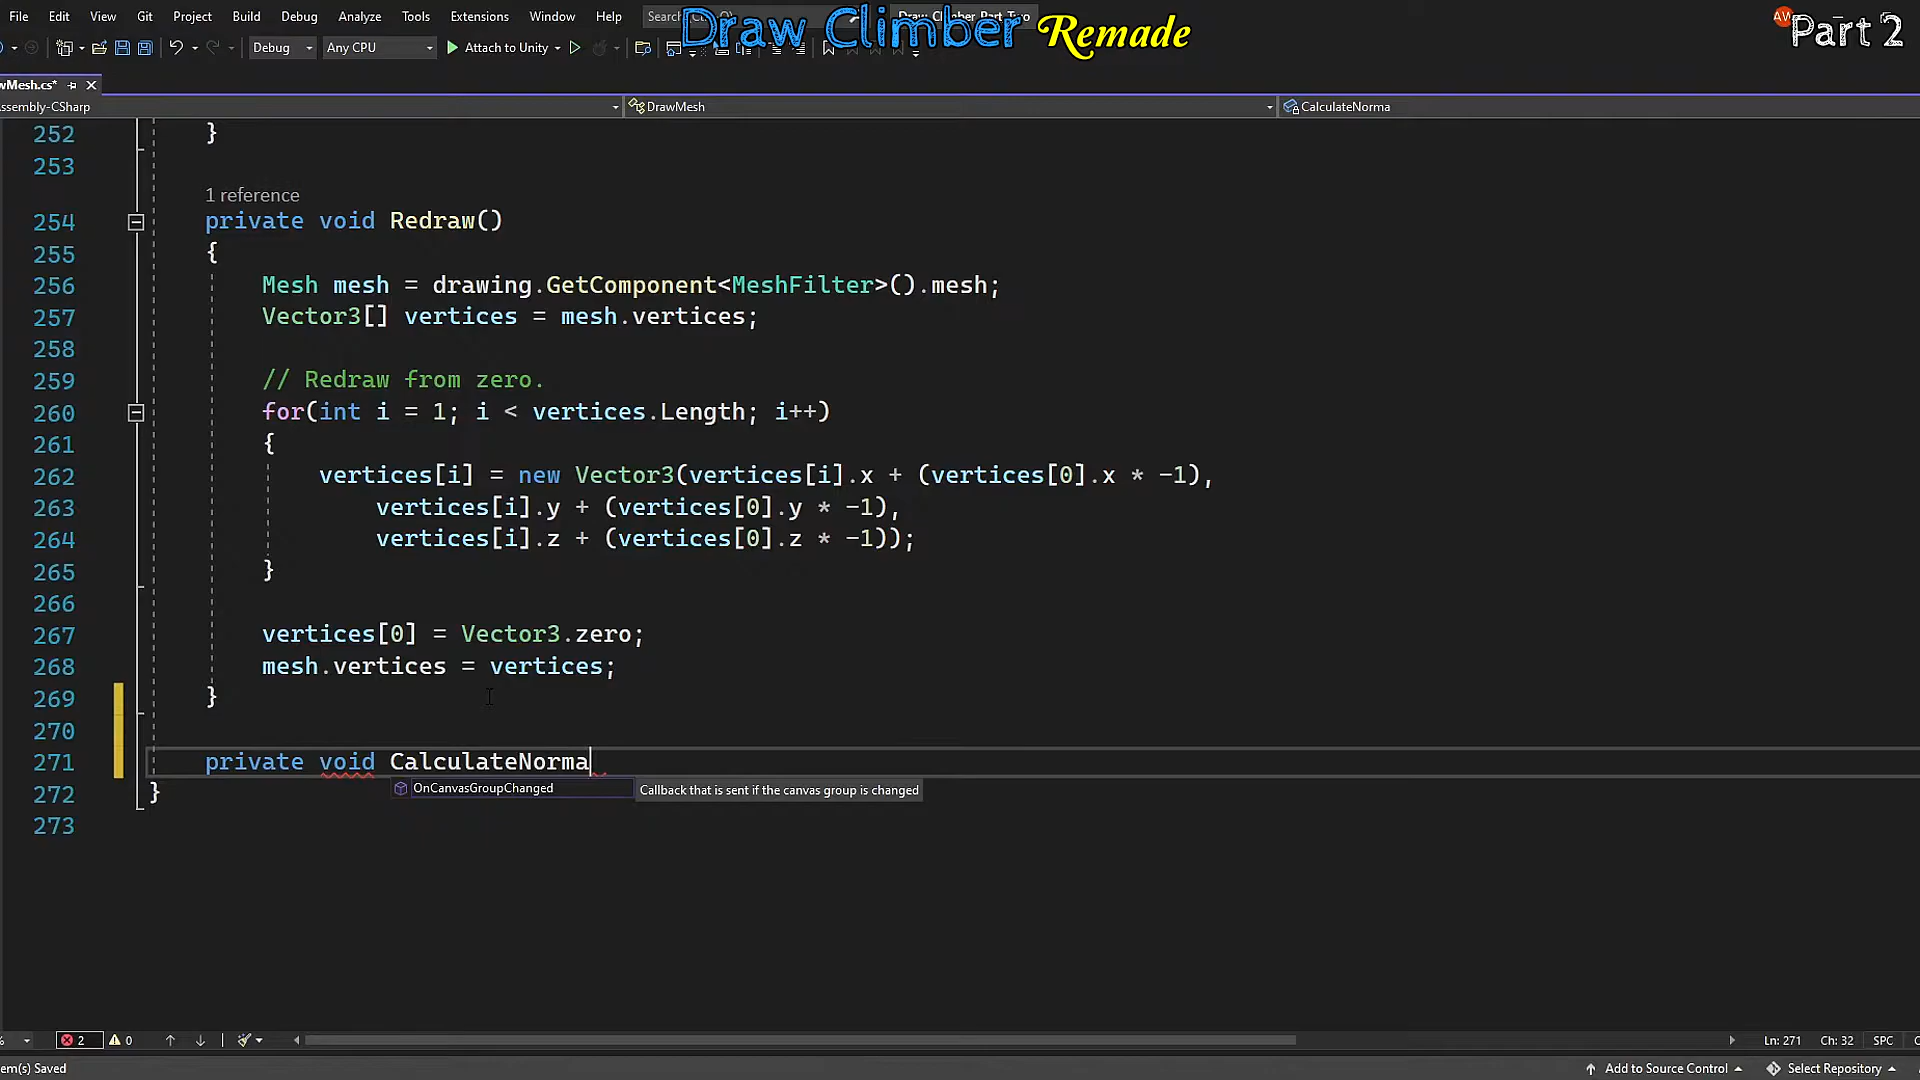 File Edit View Git Project Build Debug Analyze Tools Extensions Window Help
Draw Climber Remade
Part 2
Debug Any CPU Attach to Unity
wMesh.cs*
ssembly-CSharp DrawMesh CalculateNorma
252 }
253
1 reference
254 private void Redraw()
255 {
256 Mesh mesh = drawing.GetComponent<MeshFilter>().mesh;
257 Vector3[] vertices = mesh.vertices;
258
259 // Redraw from zero.
260 for(int i = 1; i < vertices.Length; i++)
261 {
262 vertices[i] = new Vector3(vertices[i].x + (vertices[0].x * -1),
263 vertices[i].y + (vertices[0].y * -1),
264 vertices[i].z + (vertices[0].z * -1));
265 }
266
267 vertices[0] = Vector3.zero;
268 mesh.vertices = vertices;
269 }
270
271 private void CalculateNorma
OnCanvasGroupChanged Callback that is sent if the canvas group is changed
272 }
273
% 2 0 Ln: 271 Ch: 32 SPC
em(s) Saved Add to Source Control Select Repository